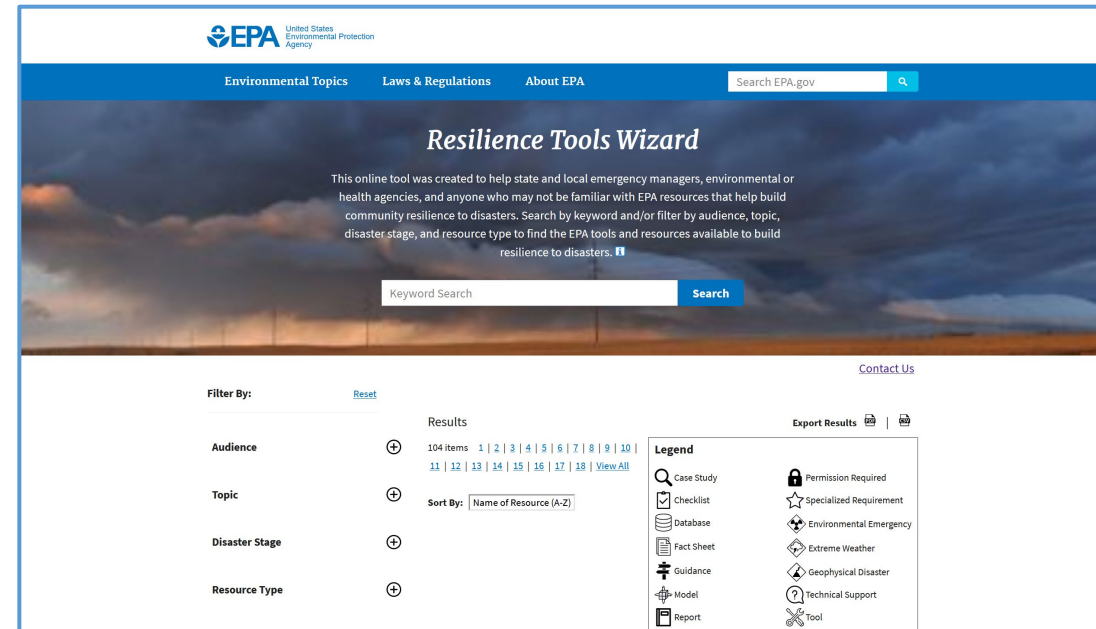 EPA
United States
Environmental Protection
Agency
Environmental Topics
Laws & Regulations
About EPA
Search EPA.gov
Resilience Tools Wizard
This online tool was created to help state and local emergency managers, environmental or
health agencies, and anyone who may not be familiar with EPA resources that help build
community resilience to disasters. Search by keyword and/or filter by audience, topic,
disaster stage, and resource type to find the EPA tools and resources available to build
resilience to disasters.
Keyword Search
Search
Contact Us
Filter By:
Reset
Audience
Topic
Disaster Stage
Resource Type
Results
104 items 1 | 2 | 3 | 4 | 5 | 6 | 7 | 8 | 9 | 10 |
11 | 12 | 13 | 14 | 15 | 16 | 17 | 18 | View All
Sort By: Name of Resource (A-Z)
Export Results |
Legend
Case Study
Checklist
Database
Fact Sheet
Guidance
Model
Report
Permission Required
Specialized Requirement
Environmental Emergency
Extreme Weather
Geophysical Disaster
Technical Support
Tool